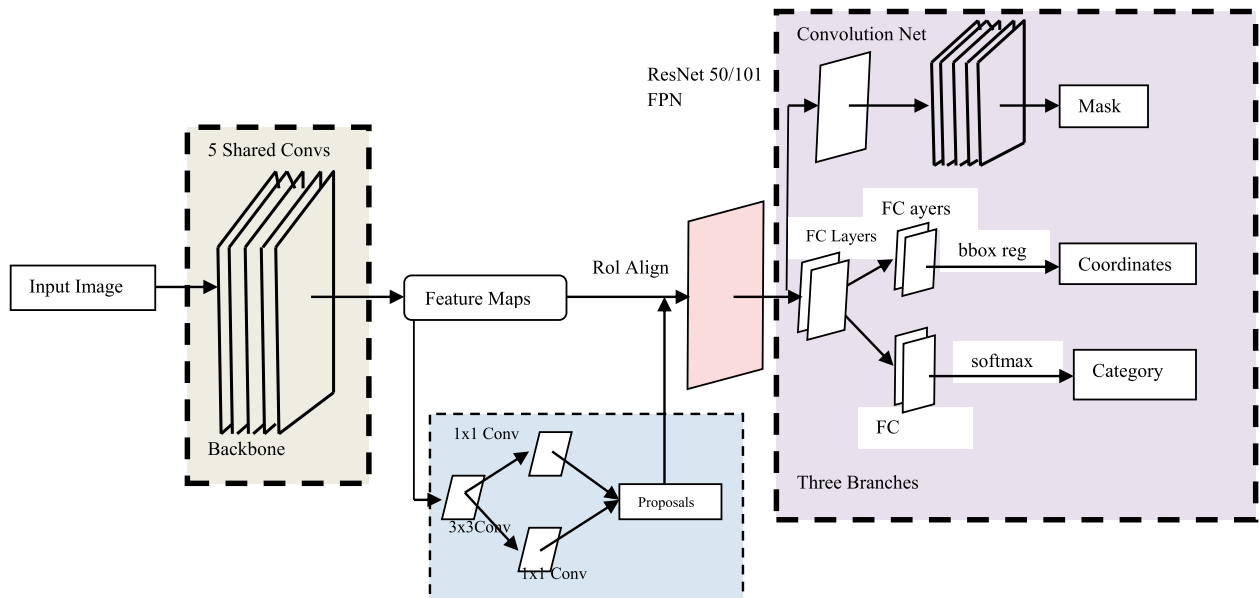 Convolution Net
ResNet 50/101
FPN
Mask
5 Shared Convs
FC ayers
FC Layers
bbox reg
Coordinates
RoI Align
Input Image
Feature Maps
softmax
Category
FC
1x1 Conv
Backbone
Three Branches
Proposals
3x3Conv
1x1 Conv